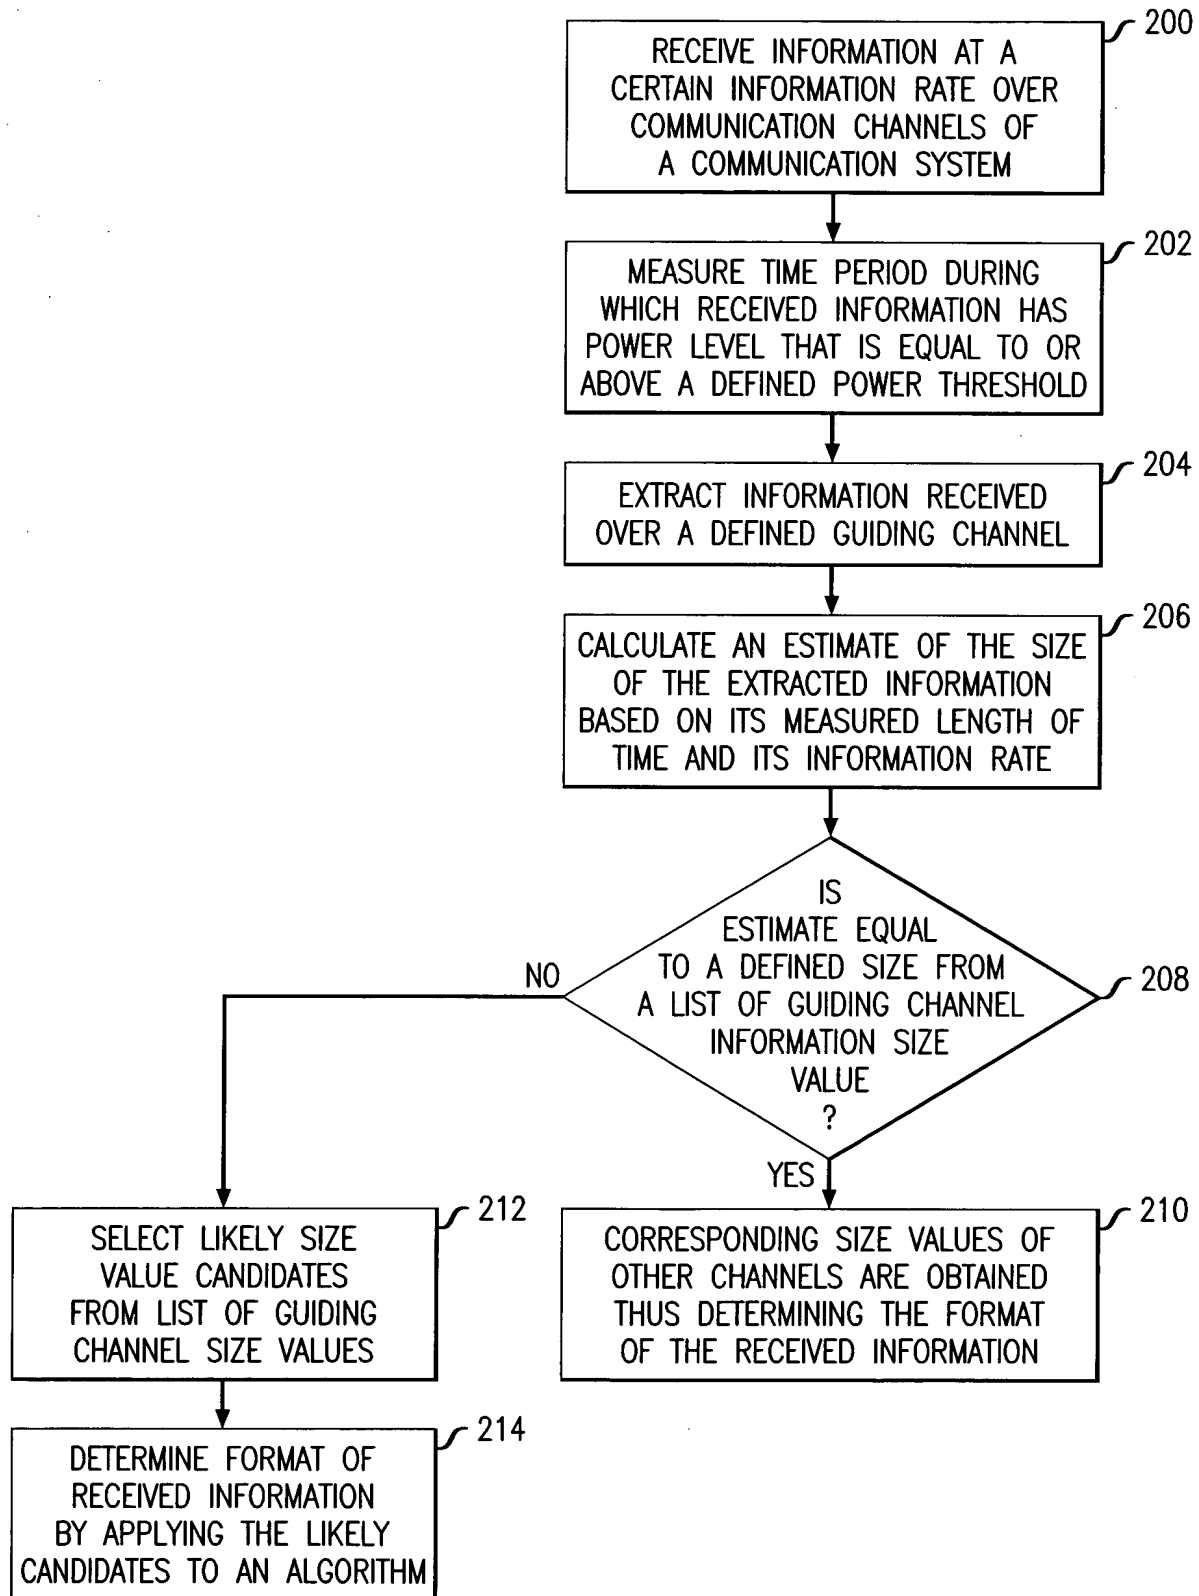 200
RECEIVE INFORMATION AT A
CERTAIN INFORMATION RATE OVER
COMMUNICATION CHANNELS OF
A COMMUNICATION SYSTEM
202
MEASURE TIME PERIOD DURING
WHICH RECEIVED INFORMATION HAS
POWER LEVEL THAT IS EQUAL TO OR
ABOVE A DEFINED POWER THRESHOLD
204
EXTRACT INFORMATION RECEIVED
OVER A DEFINED GUIDING CHANNEL
206
CALCULATE AN ESTIMATE OF THE SIZE
OF THE EXTRACTED INFORMATION
BASED ON ITS MEASURED LENGTH OF
TIME AND ITS INFORMATION RATE
IS
ESTIMATE EQUAL
TO A DEFINED SIZE FROM
A LIST OF GUIDING CHANNEL
INFORMATION SIZE
VALUE
?
208
NO
YES
212
SELECT LIKELY SIZE
VALUE CANDIDATES
FROM LIST OF GUIDING
CHANNEL SIZE VALUES
210
CORRESPONDING SIZE VALUES OF
OTHER CHANNELS ARE OBTAINED
THUS DETERMINING THE FORMAT
OF THE RECEIVED INFORMATION
214
DETERMINE FORMAT OF
RECEIVED INFORMATION
BY APPLYING THE LIKELY
CANDIDATES TO AN ALGORITHM